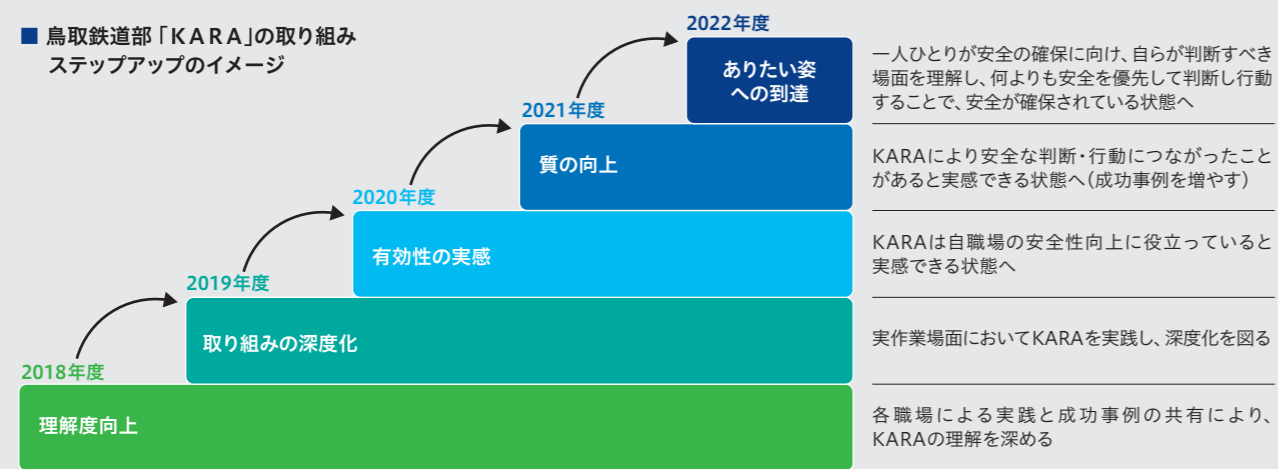 ■ 鳥取鉄道部「KARA」の取り組み
ステップアップのイメージ
2022年度
ありたい姿
への到達
一人ひとりが安全の確保に向け、自らが判断すべき
場面を理解し、何よりも安全を優先して判断し行動
することで、安全が確保されている状態へ
2021年度
質の向上
KARAにより安全な判断・行動につながったこと
があると実感できる状態へ(成功事例を増やす)
2020年度
有効性の実感
KARAは自職場の安全性向上に役立っていると
実感できる状態へ
2019年度
取り組みの深度化
実作業場面においてKARAを実践し、深度化を図る
2018年度
理解度向上
各職場による実践と成功事例の共有により、
KARAの理解を深める